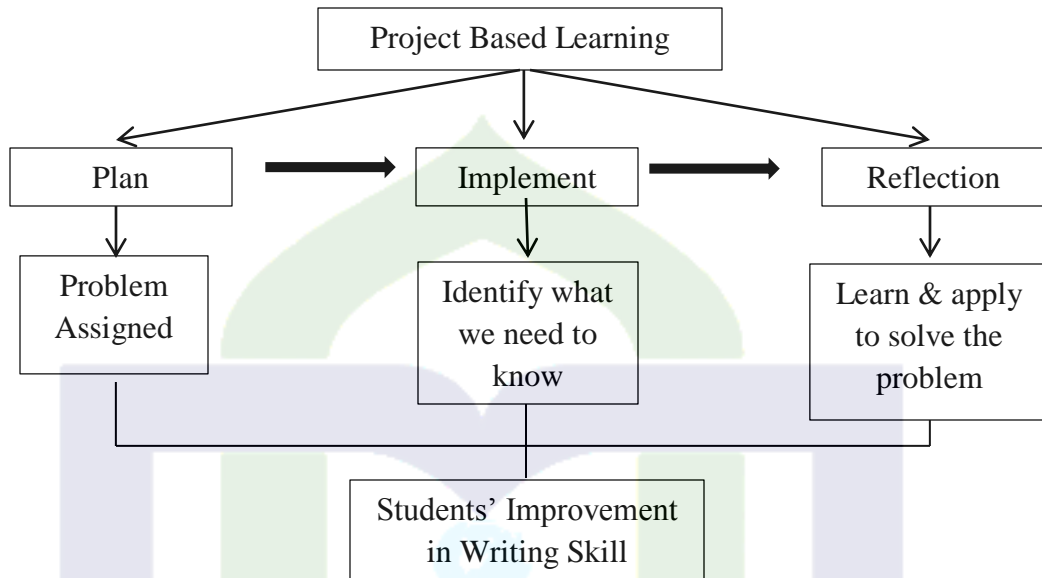 Project Based Learning
Plan
Implement
Reflection
Problem
Assigned
Identify what
we need to
know
Learn & apply
to solve the
problem
Students’ Improvement
in Writing Skill